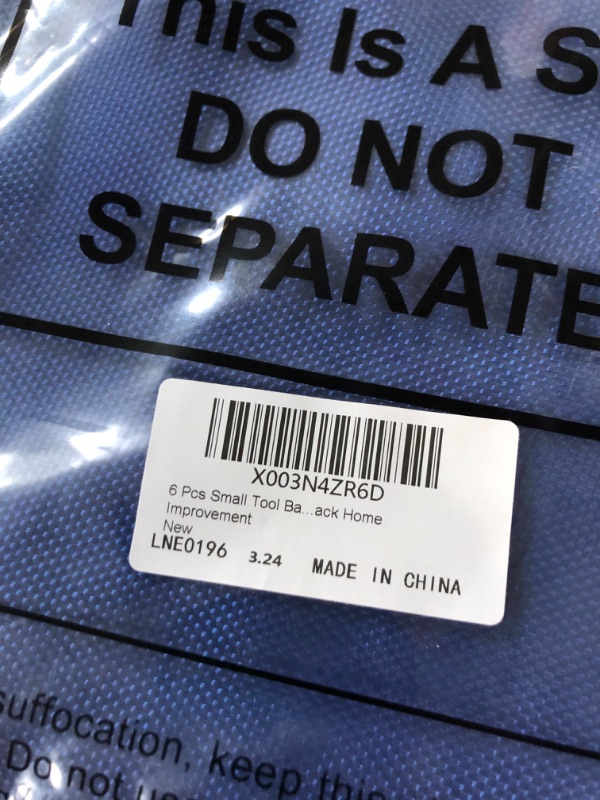 This Is A S
DO NOT
SEPARATE
X003N4ZR6D
6 Pcs Small Tool Ba...ack Home
Improvement
New
LNE0196 3.24 MADE IN CHINA
suffocation, keep this
Do not us